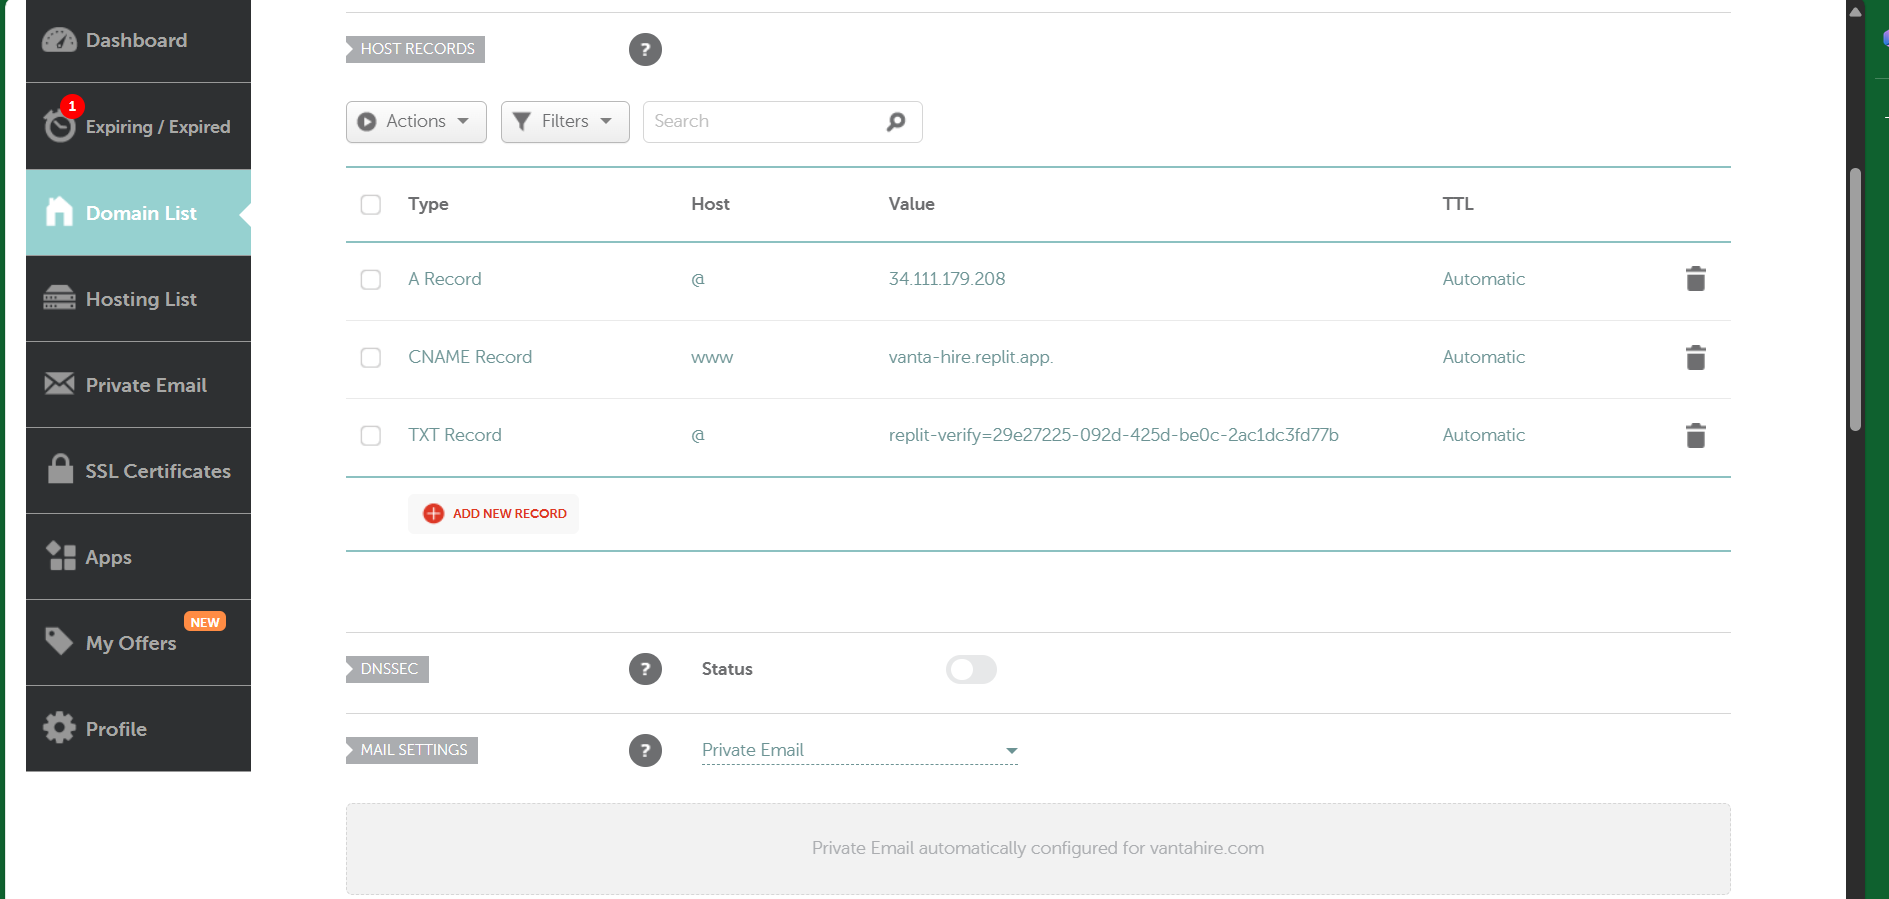 Dashboard
1
Expiring / Expired
Domain List
Hosting List
Private Email
SSL Certificates
Apps
NEW
My Offers
Profile
HOST RECORDS ?
Actions Filters Search
Type Host Value TTL
A Record @ 34.111.179.208 Automatic
CNAME Record www vanta-hire.replit.app. Automatic
TXT Record @ replit-verify=29e27225-092d-425d-be0c-2ac1dc3fd77b Automatic
ADD NEW RECORD
DNSSEC ? Status
MAIL SETTINGS ? Private Email
Private Email automatically configured for vantahire.com